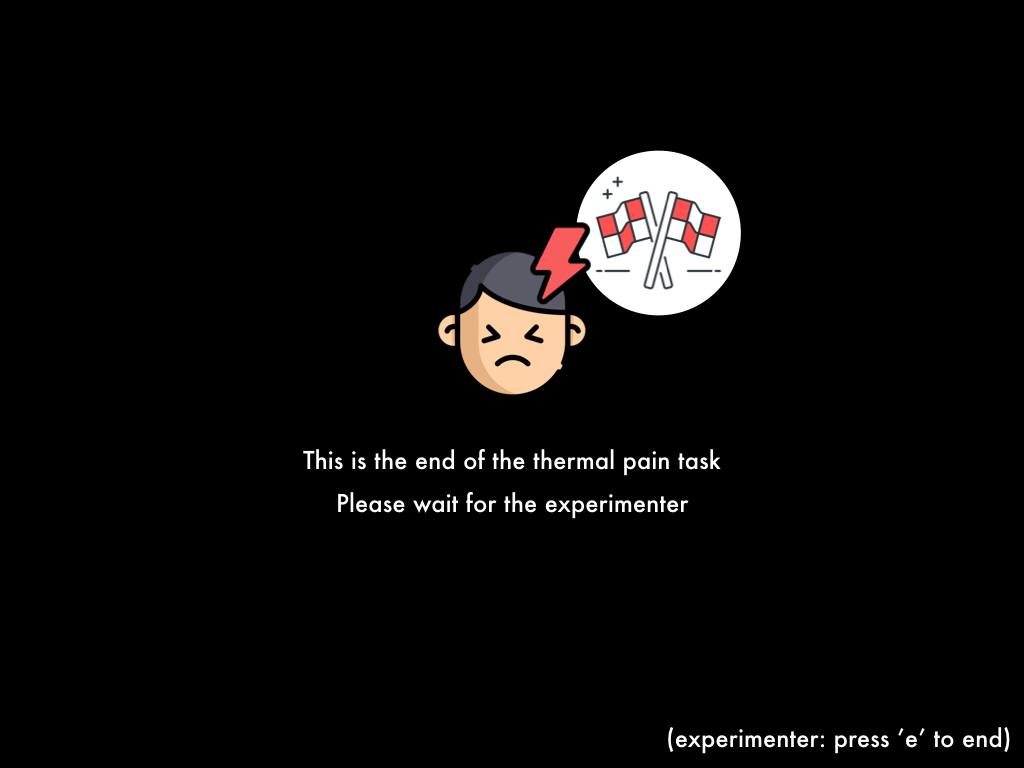 This is the end of the thermal pain task
Please wait for the experimenter
(experimenter: press ‘e’ to end)